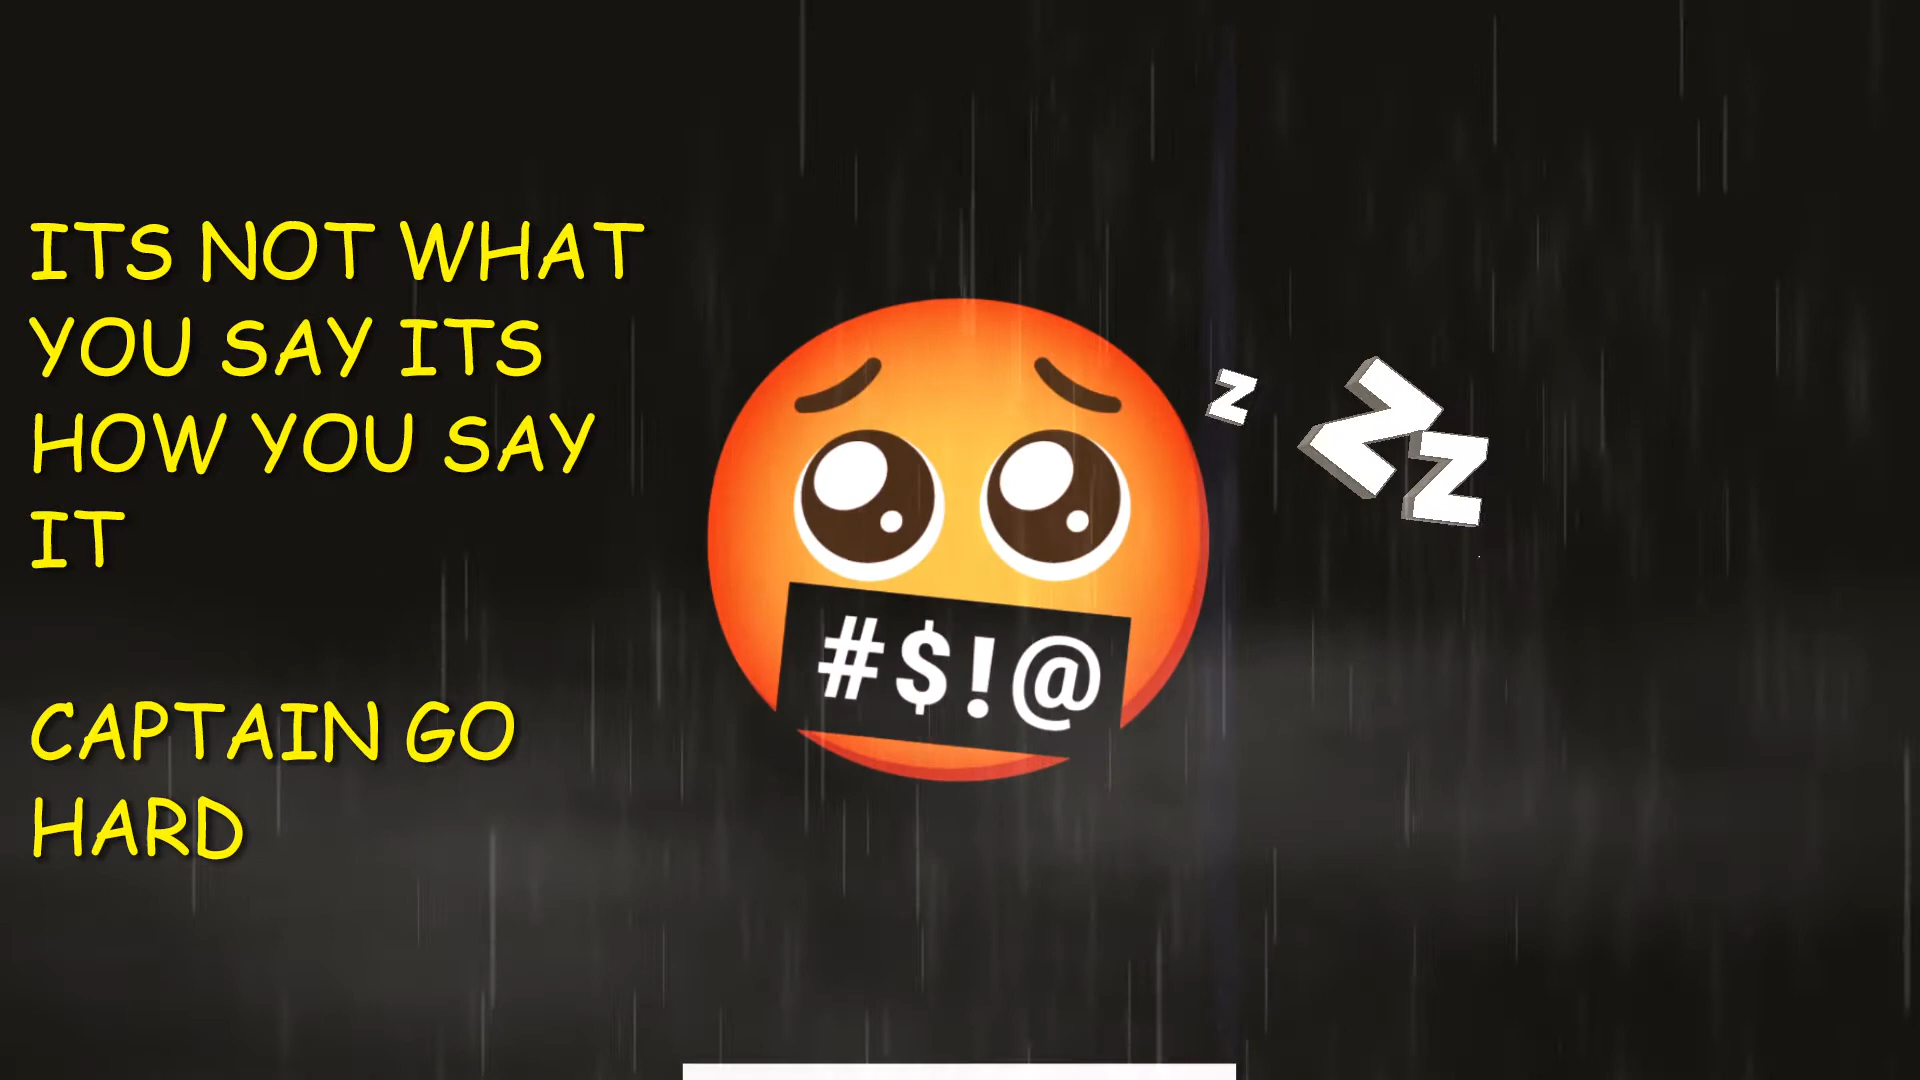 ITS NOT WHAT
YOU SAY ITS
HOW YOU SAY
IT
CAPTAIN GO
HARD
#$!@
z Z Z